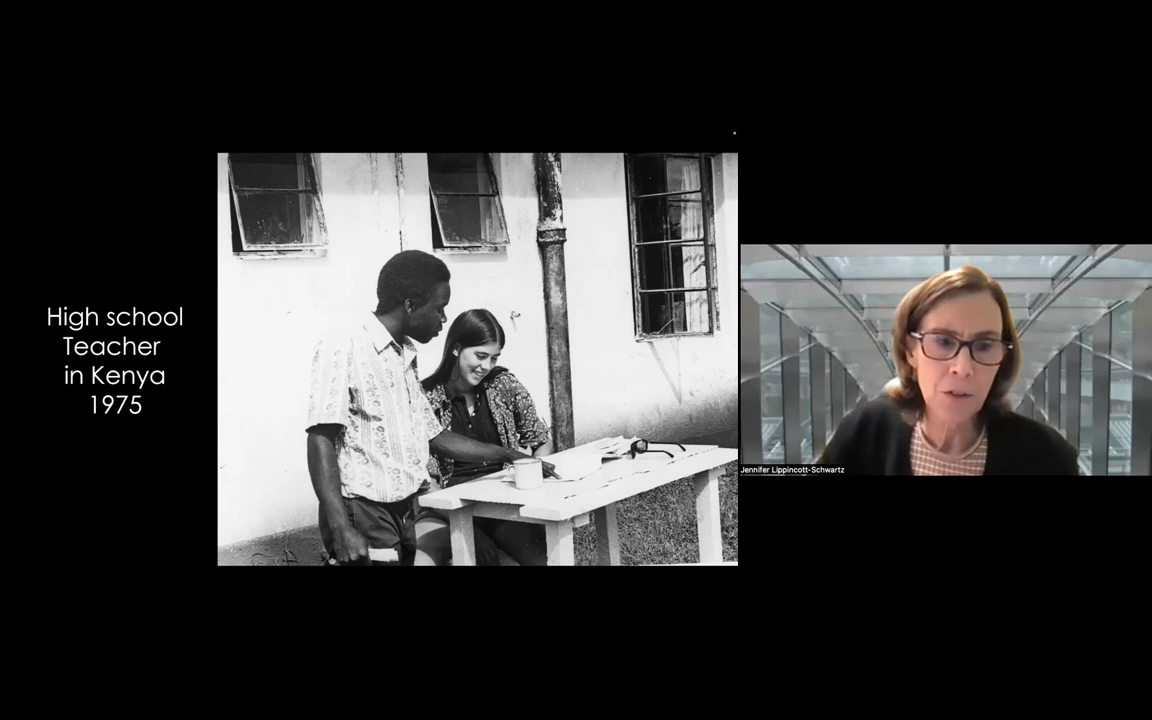 High school
Teacher
in Kenya
1975
Jennifer Lippincott-Schwartz